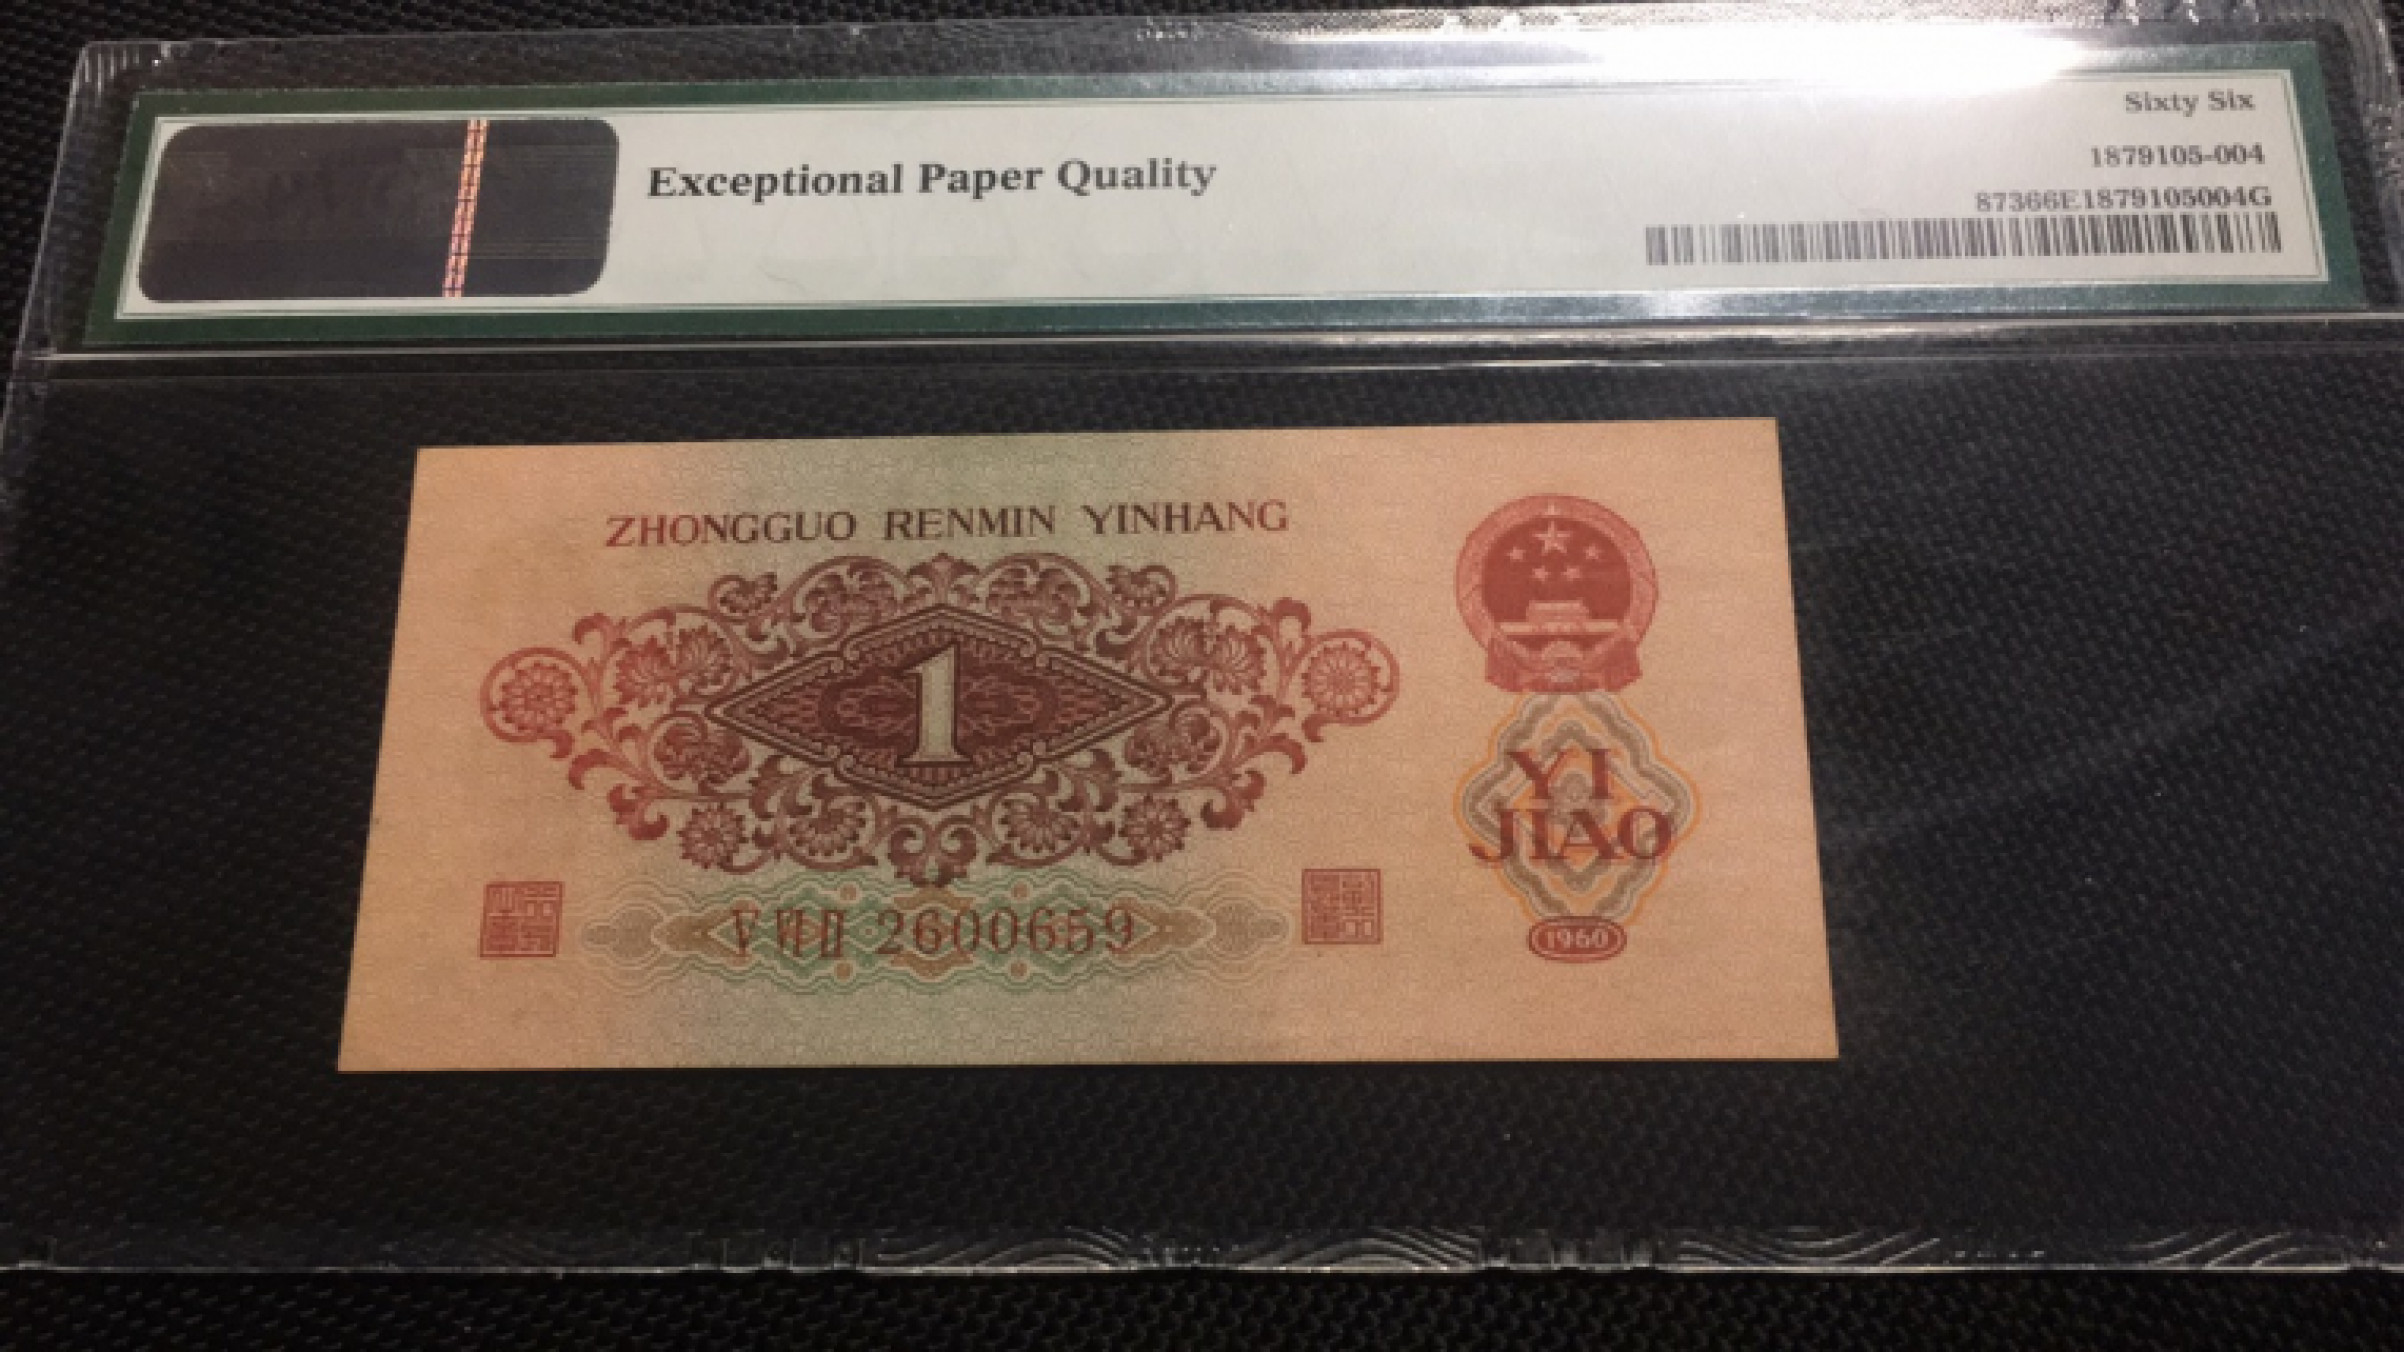 Sixty Six
Exceptional Paper Quality
1879105-004
87366E1879105004G
ZHONGGUO RENMIN YINHANG
1
YI
JIAO
2600659
1960